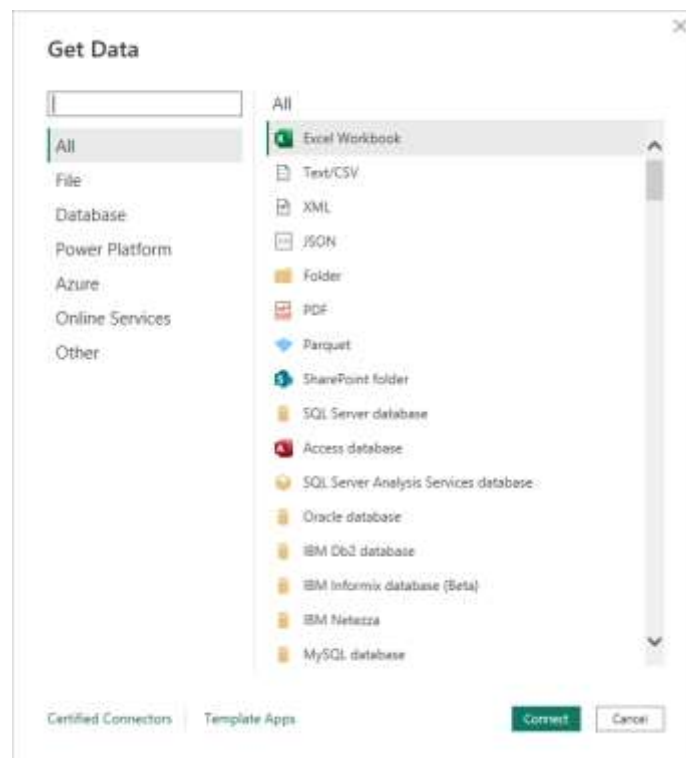 Get Data
All
File
Database
Power Platform
Azure
Online Services
Other
All
Excel Workbook
Text/CSV
XML
JSON
Folder
PDF
Parquet
SharePoint folder
SQL Server database
Access database
SQL Server Analysis Services database
Oracle database
IBM Db2 database
IBM Informix database (Beta)
IBM Netezza
MySQL database
Certified Connectors Template Apps Connect Cancel